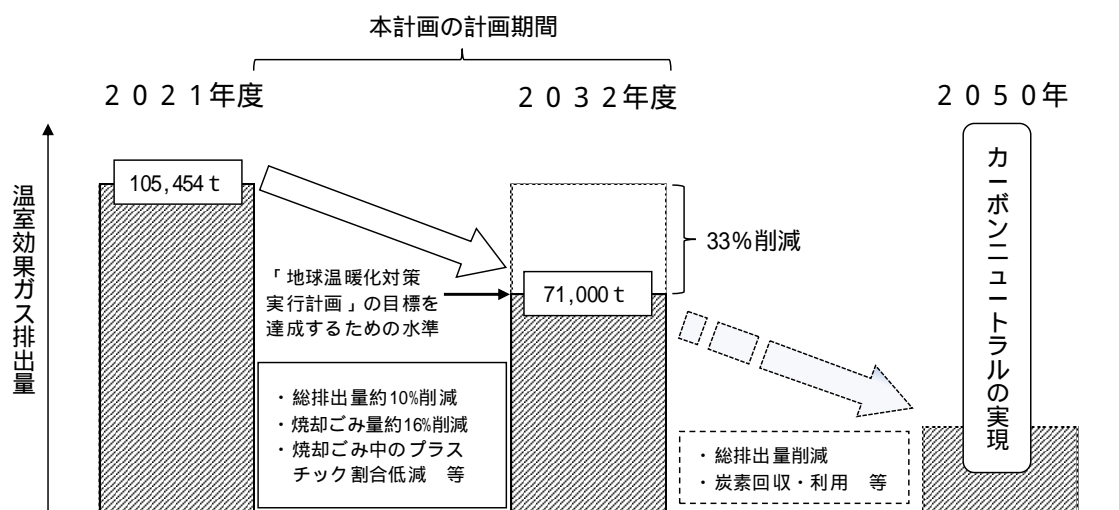 本計画の計画期間
２０２１年度
２０３２年度
２０５０年
温室効果ガス排出量
105,454ｔ
33%削減
71,000ｔ
「地球温暖化対策
実行計画」の目標を
達成するための水準
・総排出量約10%削減
・焼却ごみ量約16%削減
・焼却ごみ中のプラス
チック割合低減　等
・総排出量削減
・炭素回収・利用　等
カーボンニュートラルの実現